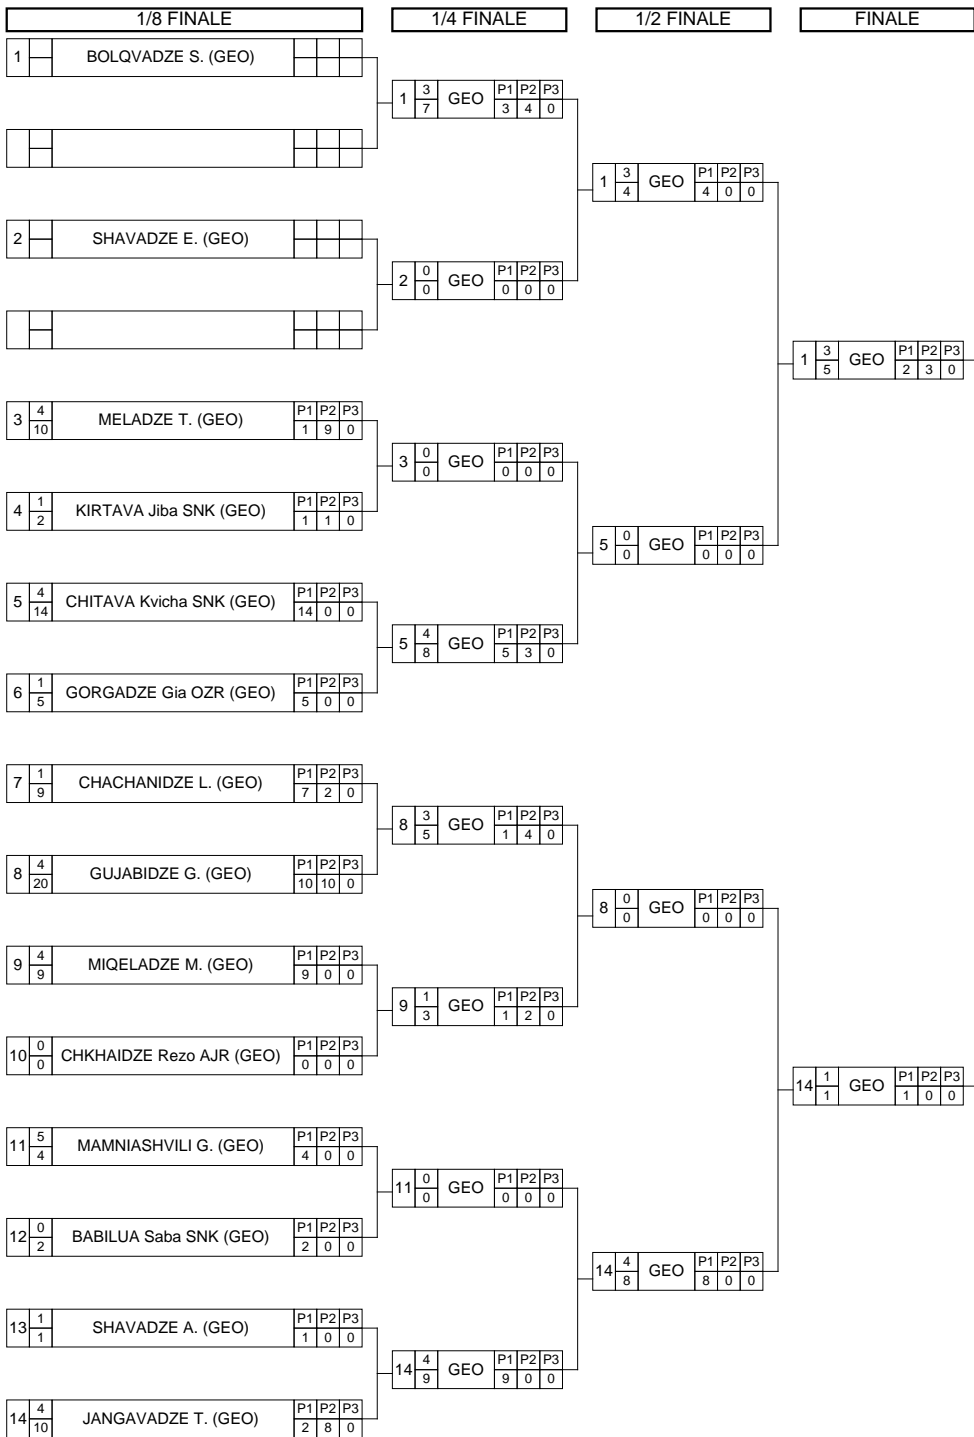 1/8 FINALE 1/4 FINALE 1/2 FINALE FINALE
1 BOLQVADZE S. (GEO)
1 3 7 GEO P1 P2 P3 3 4 0
1 3 4 GEO P1 P2 P3 4 0 0
2 SHAVADZE E. (GEO)
2 0 0 GEO P1 P2 P3 0 0 0
1 3 5 GEO P1 P2 P3 2 3 0
3 4 10 MELADZE T. (GEO) P1 P2 P3 1 9 0
3 0 0 GEO P1 P2 P3 0 0 0
4 1 2 KIRTAVA Jiba SNK (GEO) P1 P2 P3 1 1 0
5 0 0 GEO P1 P2 P3 0 0 0
5 4 14 CHITAVA Kvicha SNK (GEO) P1 P2 P3 14 0 0
5 4 8 GEO P1 P2 P3 5 3 0
6 1 5 GORGADZE Gia OZR (GEO) P1 P2 P3 5 0 0
7 1 9 CHACHANIDZE L. (GEO) P1 P2 P3 7 2 0
8 3 5 GEO P1 P2 P3 1 4 0
8 4 20 GUJABIDZE G. (GEO) P1 P2 P3 10 10 0
8 0 0 GEO P1 P2 P3 0 0 0
9 4 9 MIQELADZE M. (GEO) P1 P2 P3 9 0 0
9 1 3 GEO P1 P2 P3 1 2 0
10 0 0 CHKHAIDZE Rezo AJR (GEO) P1 P2 P3 0 0 0
14 1 1 GEO P1 P2 P3 1 0 0
11 5 4 MAMNIASHVILI G. (GEO) P1 P2 P3 4 0 0
11 0 0 GEO P1 P2 P3 0 0 0
12 0 2 BABILUA Saba SNK (GEO) P1 P2 P3 2 0 0
14 4 8 GEO P1 P2 P3 8 0 0
13 1 1 SHAVADZE A. (GEO) P1 P2 P3 1 0 0
14 4 9 GEO P1 P2 P3 9 0 0
14 4 10 JANGAVADZE T. (GEO) P1 P2 P3 2 8 0